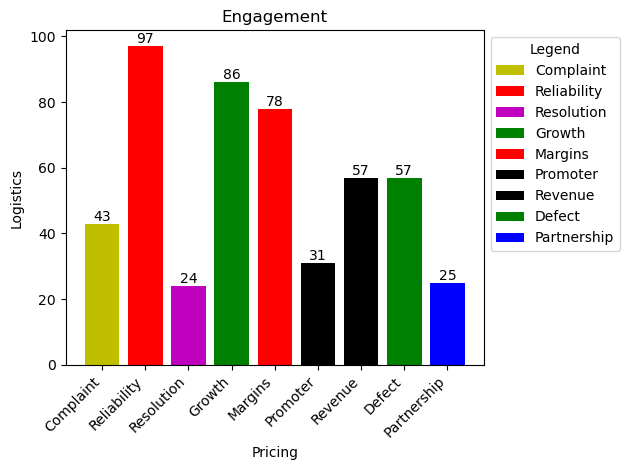 Engagement
Logistics
100
80
60
40
20
0
43
97
24
86
78
31
57
57
25
Complaint
Reliability
Resolution
Growth
Margins
Promoter
Revenue
Defect
Partnership
Pricing
Legend
Complaint
Reliability
Resolution
Growth
Margins
Promoter
Revenue
Defect
Partnership